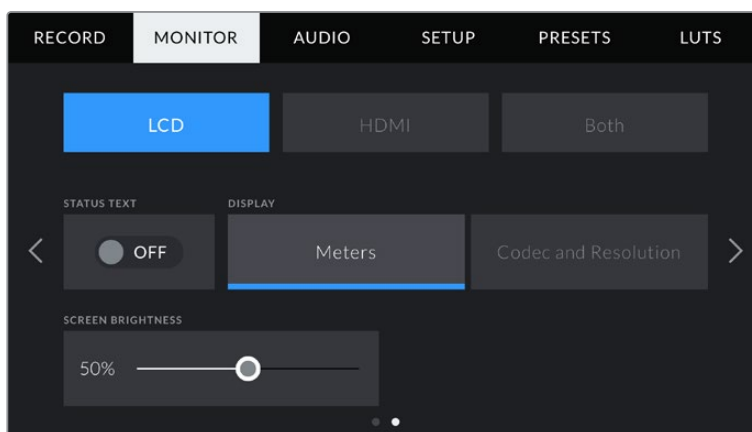 RECORD MONITOR AUDIO SETUP PRESETS LUTS
LCD HDMI Both
STATUS TEXT DISPLAY
OFF Meters Codec and Resolution
SCREEN BRIGHTNESS
50%